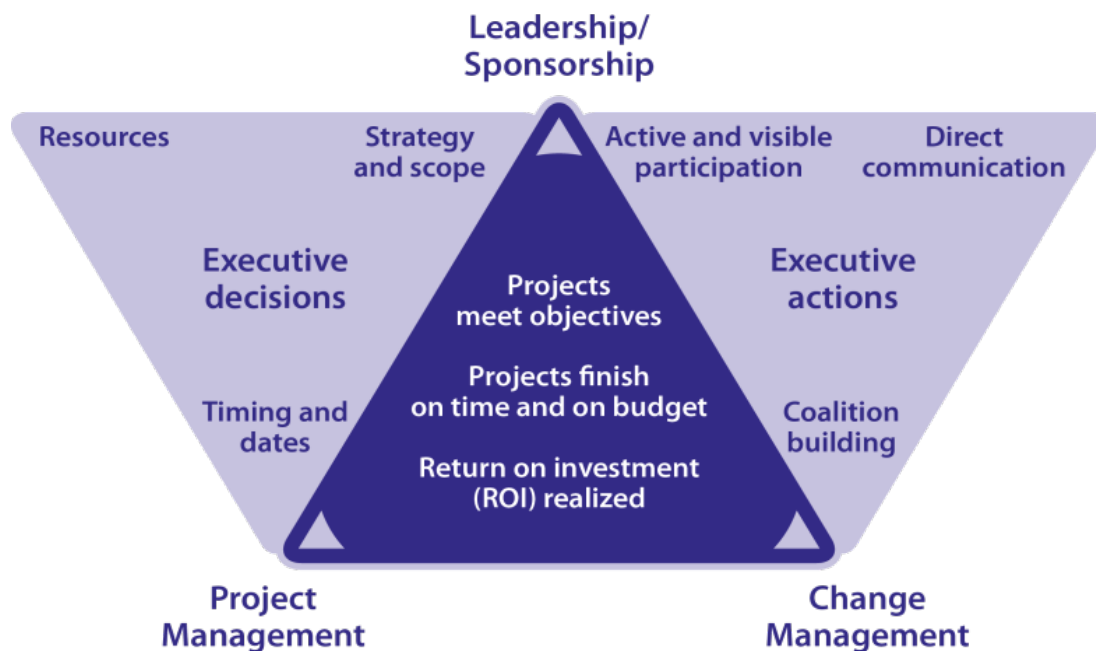 Leadership/
Sponsorship
Resources
Strategy
and scope
Active and visible
participation
Direct
communication
Executive
decisions
Projects
meet objectives
Executive
actions
Projects finish
on time and on budget
Timing and
dates
Coalition
building
Return on investment
(ROI) realized
Project
Management
Change
Management